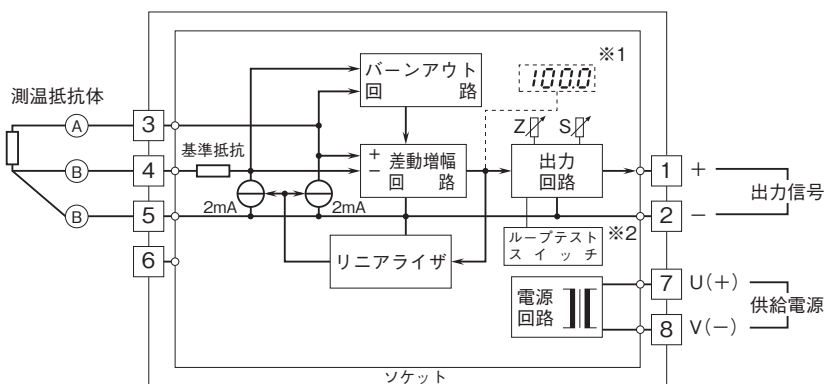 ※1
バーンアウト
回路
100.0
測温抵抗体
A
3
Z
S
B
4
基準抵抗
+
−
差動増幅
回路
出力
回路
1
+
出力信号
B
5
2mA
2mA
2
−
6
リニアライザ
ループテスト
スイッチ
※2
7
U(+)
電源
回路
供給電源
8
V(−)
ソケット